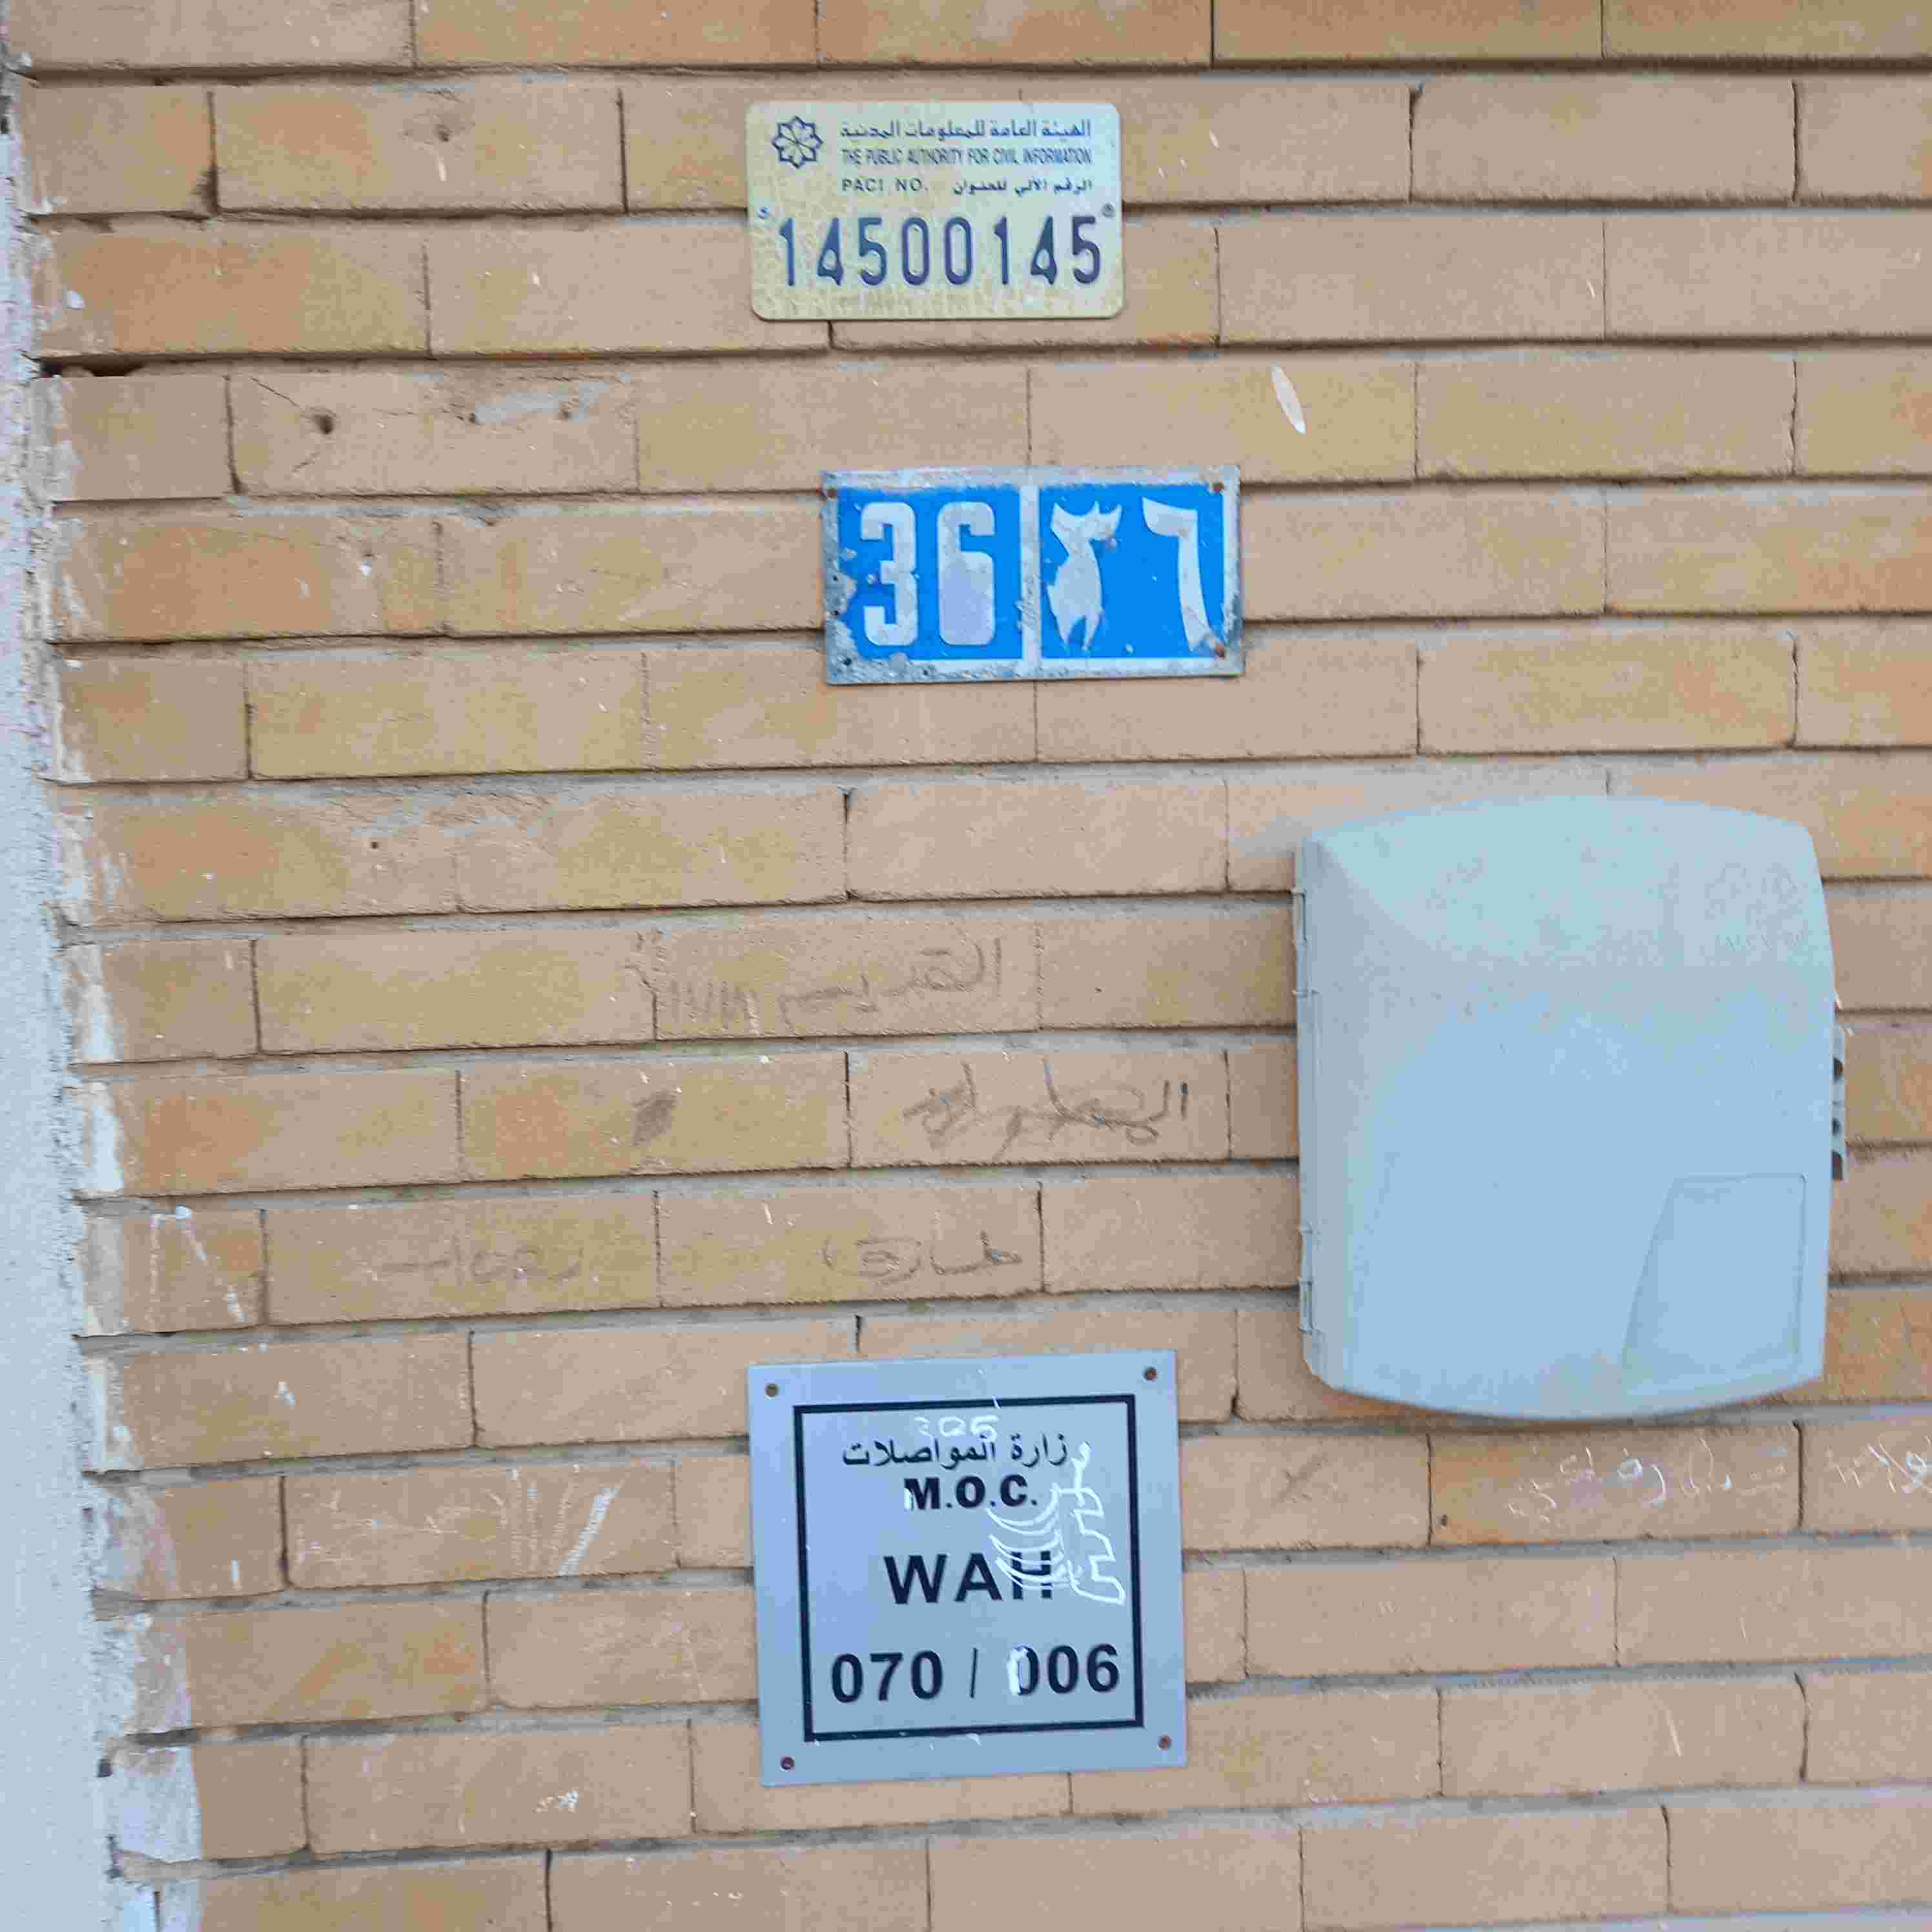 الهيئة العامة للمعلومات المدنية
THE PUBLIC AUTHORITY FOR CIVIL INFORMATION
PACI NO. الرقم الآلي للعنوان
14500145
36 ٣٦
القديم
305
وزارة المواصلات
M.O.C.
WAH
070 / 006